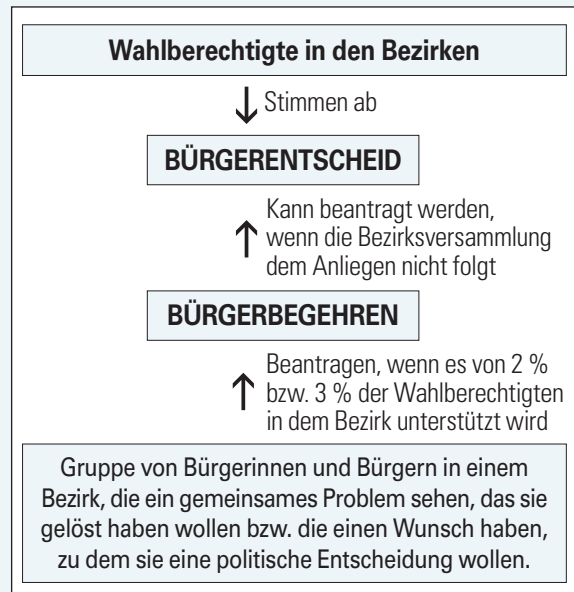 Wahlberechtigte in den Bezirken
Stimmen ab
BÜRGERENTSCHEID
Kann beantragt werden,
wenn die Bezirksversammlung
dem Anliegen nicht folgt
BÜRGERBEGEHREN
Beantragen, wenn es von 2 %
bzw. 3 % der Wahlberechtigten
in dem Bezirk unterstützt wird
Gruppe von Bürgerinnen und Bürgern in einem
Bezirk, die ein gemeinsames Problem sehen, das sie
gelöst haben wollen bzw. die einen Wunsch haben,
zu dem sie eine politische Entscheidung wollen.